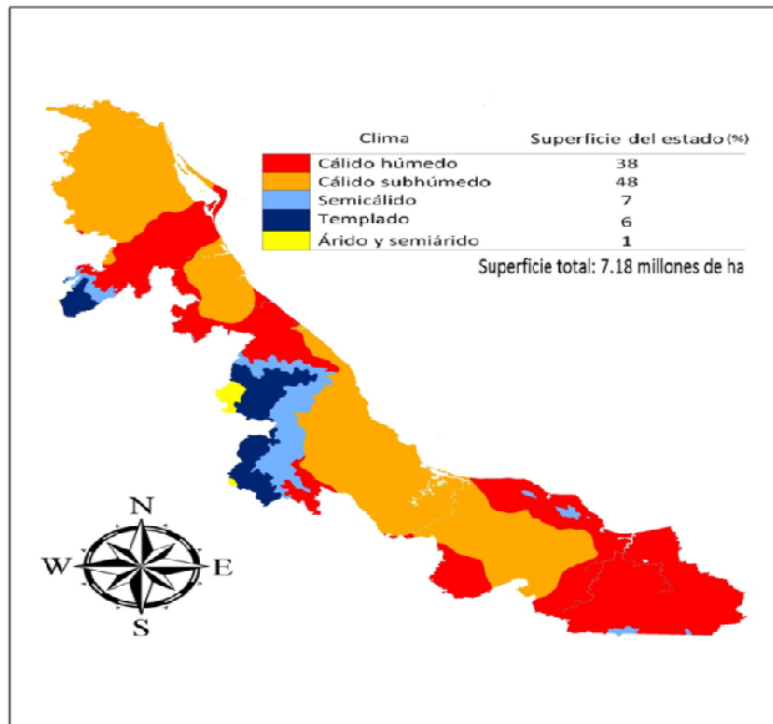 Clima Superficie del estado (%)
Cálido húmedo 38
Cálido subhúmedo 48
Semicálido 7
Templado 6
Árido y semiárido 1
Superficie total: 7.18 millones de ha
N
W E
S